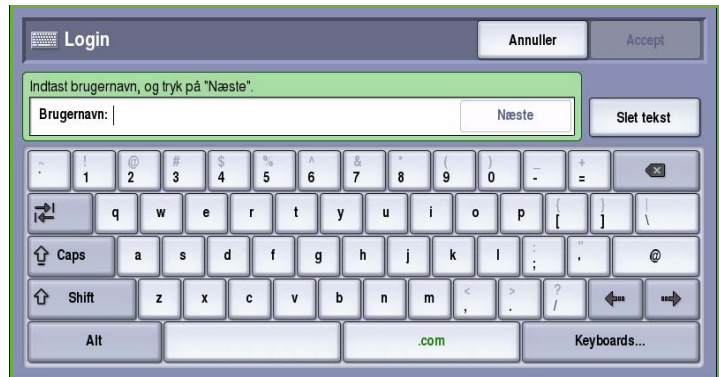 Login Annuller Accept
Indtast brugernavn, og tryk på "Næste".
Brugernavn: Næste Slet tekst
~ ! @ # $ % ^ & * ( ) _ +
` 1 2 3 4 5 6 7 8 9 0 - =
q w e r t y u i o p { [ } ] | \
Caps a s d f g h j k l : ; " ' @
Shift z x c v b n m < , > . ? /
Alt .com Keyboards...